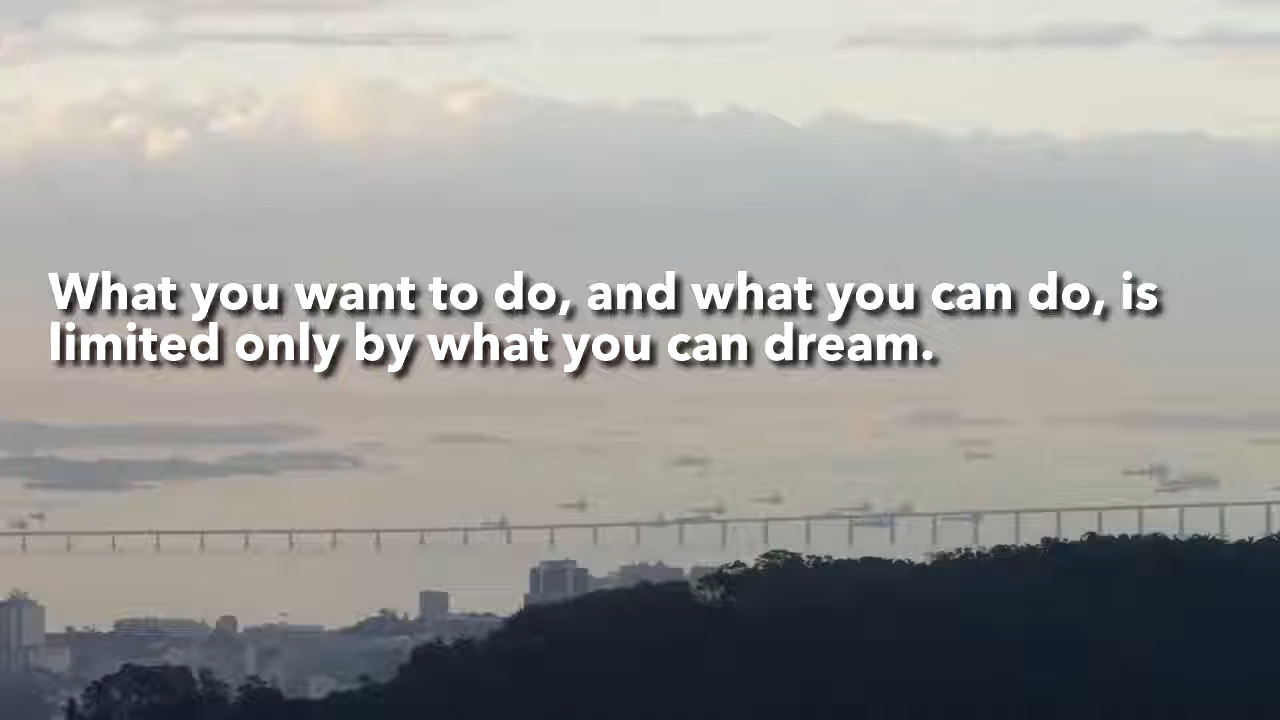 What you want to do, and what you can do, is
limited only by what you can dream.